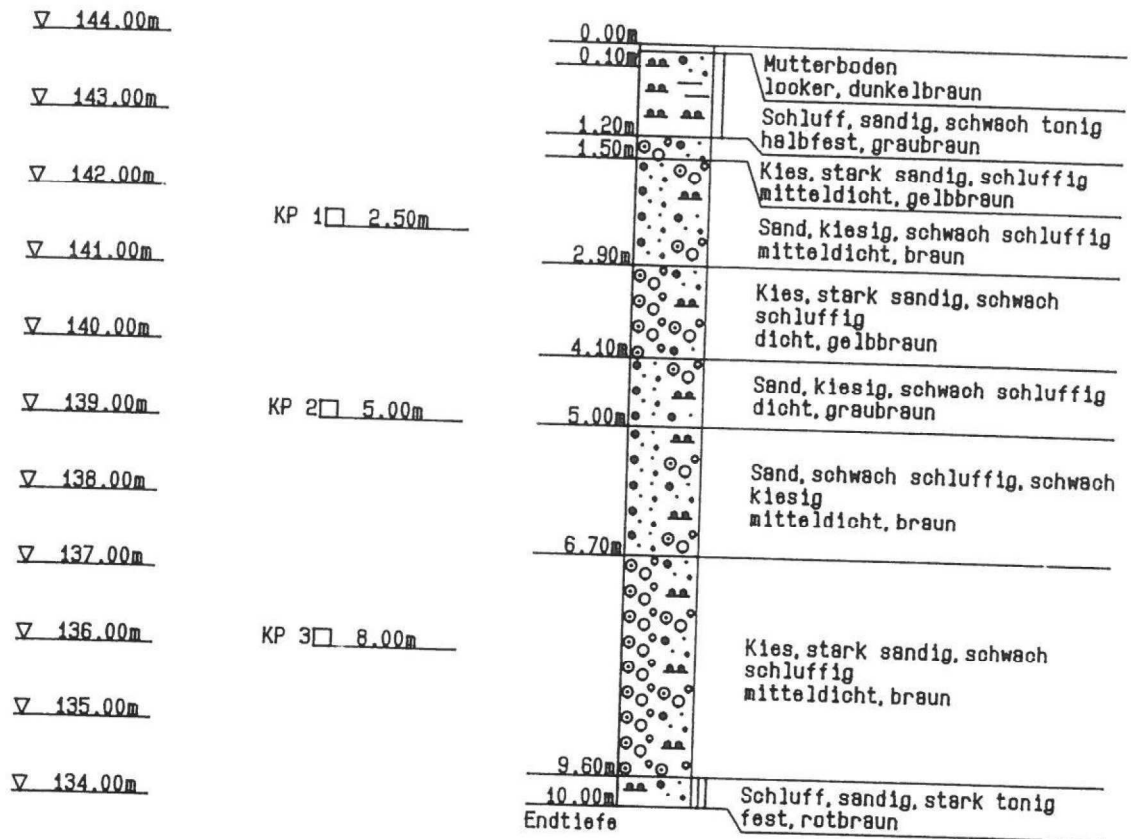 ▽ 144.00m
▽ 143.00m
▽ 142.00m
▽ 141.00m
▽ 140.00m
▽ 139.00m
▽ 138.00m
▽ 137.00m
▽ 136.00m
▽ 135.00m
▽ 134.00m
KP 1□ 2.50m
KP 2□ 5.00m
KP 3□ 8.00m
0.00m
0.10m
1.20m
1.50m
2.90m
4.10m
5.00m
6.70m
9.60m
10.00m
Endtiefe
Mutterboden
locker, dunkelbraun
Schluff, sandig, schwach tonig
halbfest, graubraun
Kies, stark sandig, schluffig
mitteldicht, gelbbraun
Sand, kiesig, schwach schluffig
mitteldicht, braun
Kies, stark sandig, schwach
schluffig
dicht, gelbbraun
Sand, kiesig, schwach schluffig
dicht, graubraun
Sand, schwach schluffig, schwach
kiesig
mitteldicht, braun
Kies, stark sandig, schwach
schluffig
mitteldicht, braun
Schluff, sandig, stark tonig
fest, rotbraun